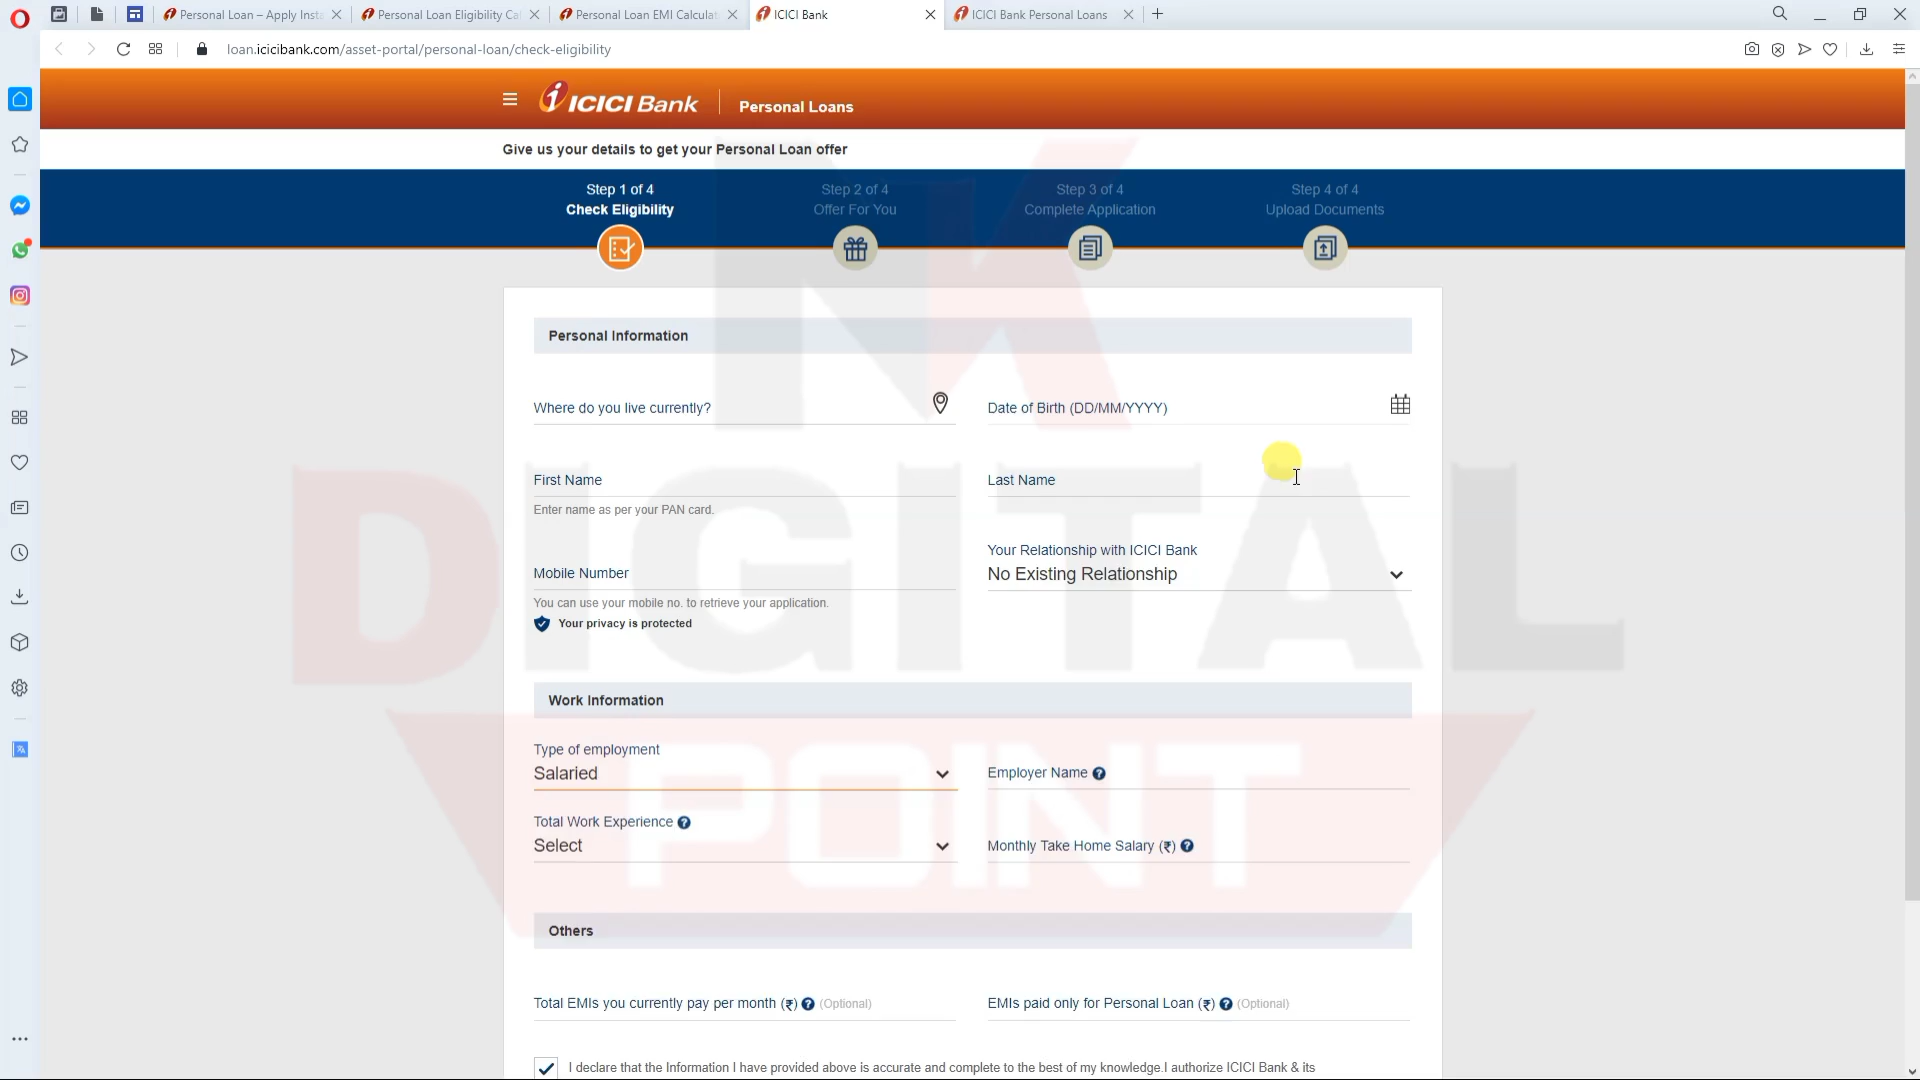 Personal Loan – Apply Insta
Personal Loan Eligibility Cal
Personal Loan EMI Calculat
ICICI Bank
ICICI Bank Personal Loans
loan.icicibank.com/asset-portal/personal-loan/check-eligibility
ICICI Bank
Personal Loans
Give us your details to get your Personal Loan offer
Step 1 of 4
Check Eligibility
Step 2 of 4
Offer For You
Step 3 of 4
Complete Application
Step 4 of 4
Upload Documents
Personal Information
Where do you live currently?
Date of Birth (DD/MM/YYYY)
First Name
Last Name
Enter name as per your PAN card.
Mobile Number
Your Relationship with ICICI Bank
No Existing Relationship
You can use your mobile no. to retrieve your application.
Your privacy is protected
Work Information
Type of employment
Salaried
Employer Name ?
Total Work Experience ?
Select
Monthly Take Home Salary (₹) ?
Others
Total EMIs you currently pay per month (₹) ? (Optional)
EMIs paid only for Personal Loan (₹) ? (Optional)
I declare that the Information I have provided above is accurate and complete to the best of my knowledge.I authorize ICICI Bank & its
NK
DIGITAL
POINT